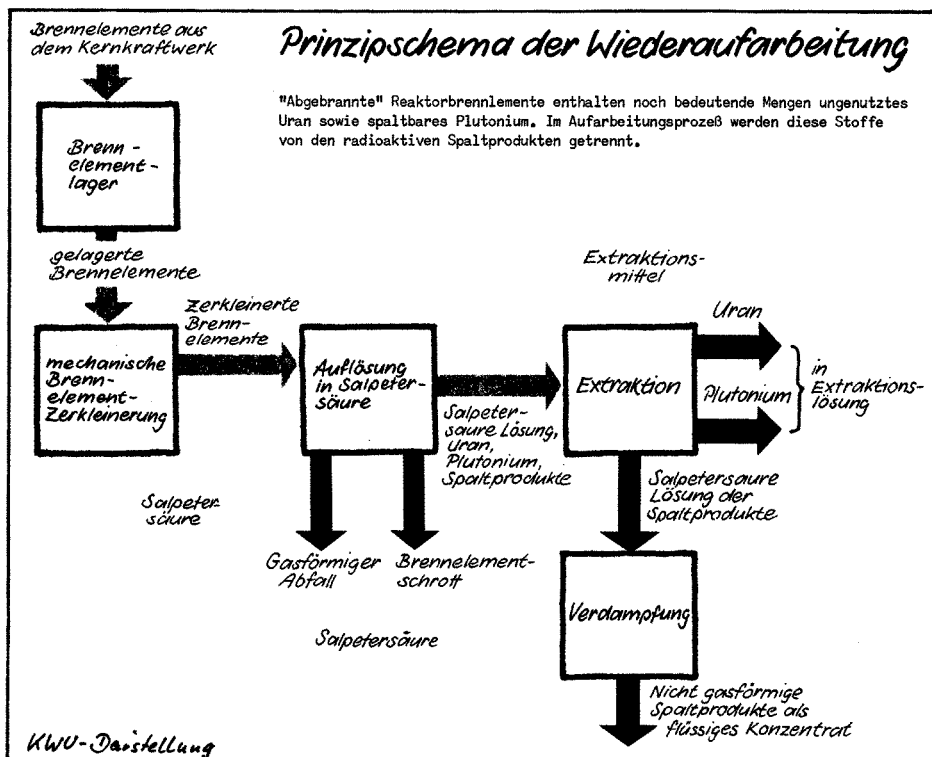 Brennelemente aus
dem Kernkraftwerk
Prinzipschema der Wiederaufarbeitung
"Abgebrannte" Reaktorbrennlemente enthalten noch bedeutende Mengen ungenutztes
Uran sowie spaltbares Plutonium. Im Aufarbeitungsprozeß werden diese Stoffe
von den radioaktiven Spaltprodukten getrennt.
Brenn-
element-
lager
gelagerte
Brennelemente
mechanische
Brenn-
element-
Zerkleinerung
Zerkleinerte
Brenn-
elemente
Auflösung
in Salpeter-
säure
Salpeter-
saure Lösung,
Uran,
Plutonium,
Spaltprodukte
Extraktions-
mittel
Extraktion
Uran
Plutonium
in
Extraktions-
lösung
Salpeter-
säure
Gasförmiger
Abfall
Brennelement-
schrott
Salpetersäure
Salpetersaure
Lösung der
Spaltprodukte
Verdampfung
Nicht gasförmige
Spaltprodukte als
flüssiges Konzentrat
KWU-Darstellung